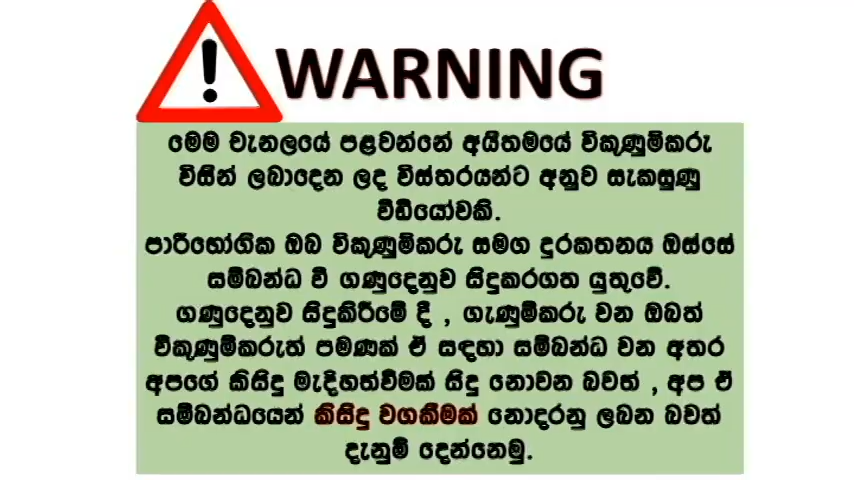 WARNING
මෙම චැනලයේ පළවන්නේ අයිතමයේ විකුණුම්කරු
විසින් ලබාදෙන ලද විස්තරයන්ට අනුව සැකසුණු
වීඩියෝවකි.
පාරිභෝගික ඔබ විකුණුම්කරු සමග දුරකතනය ඔස්සේ
සම්බන්ධ වී ගණුදෙනුව සිදුකරගත යුතුවේ.
ගණුදෙනුව සිදුකිරීමේ දී , ගැණුම්කරු වන ඔබත්
විකුණුම්කරුත් පමණක් ඒ සඳහා සම්බන්ධ වන අතර
අපගේ කිසිදු මැදිහත්වීමක් සිදු නොවන බවත් , අප ඒ
සම්බන්ධයෙන් කිසිදු වගකීමක් නොදරනු ලබන බවත්
දැනුම් දෙන්නෙමු.